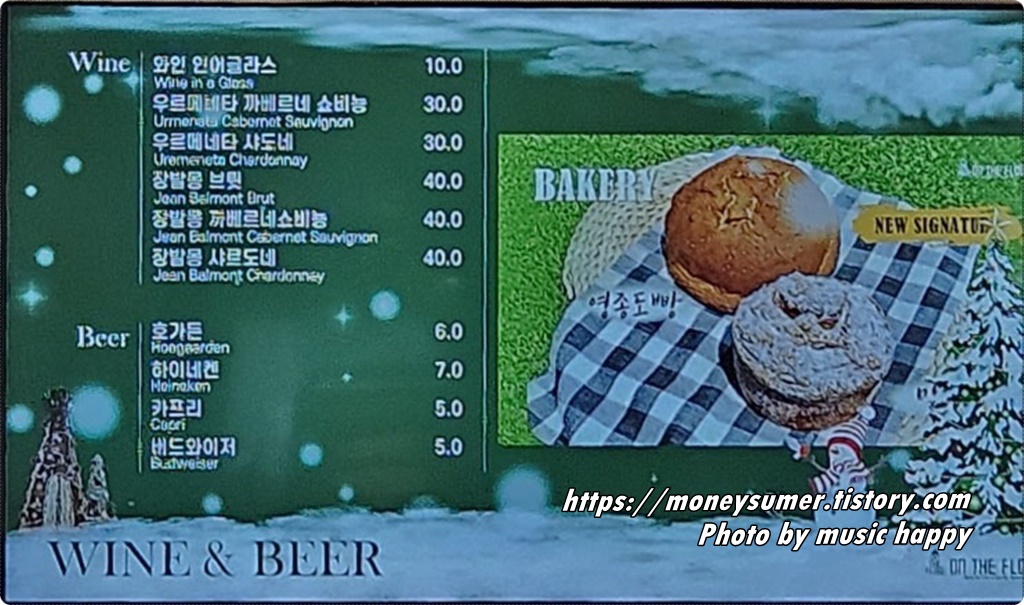 Wine
와인 인어글라스 10.0
Wine in a Glass
우르메네타 까베르네 쇼비뇽 30.0
Urmeneta Cabernet Sauvignon
우르메네타 샤도네 30.0
Uremeneta Chardonnay
장발몽 브릿 40.0
Jean Balmont Brut
장발몽 까베르네쇼비뇽 40.0
Jean Balmont Cabernet Sauvignon
장발몽 샤르도네 40.0
Jean Balmont Chardonney
Beer
호가든 6.0
Hoegaarden
하이네켄 7.0
Heineken
카프리 5.0
Capri
버드와이저 5.0
Budweiser
BAKERY
NEW SIGNATU
영종도빵
https://moneysumer.tistory.com
Photo by music happy
WINE & BEER
ON THE FLO